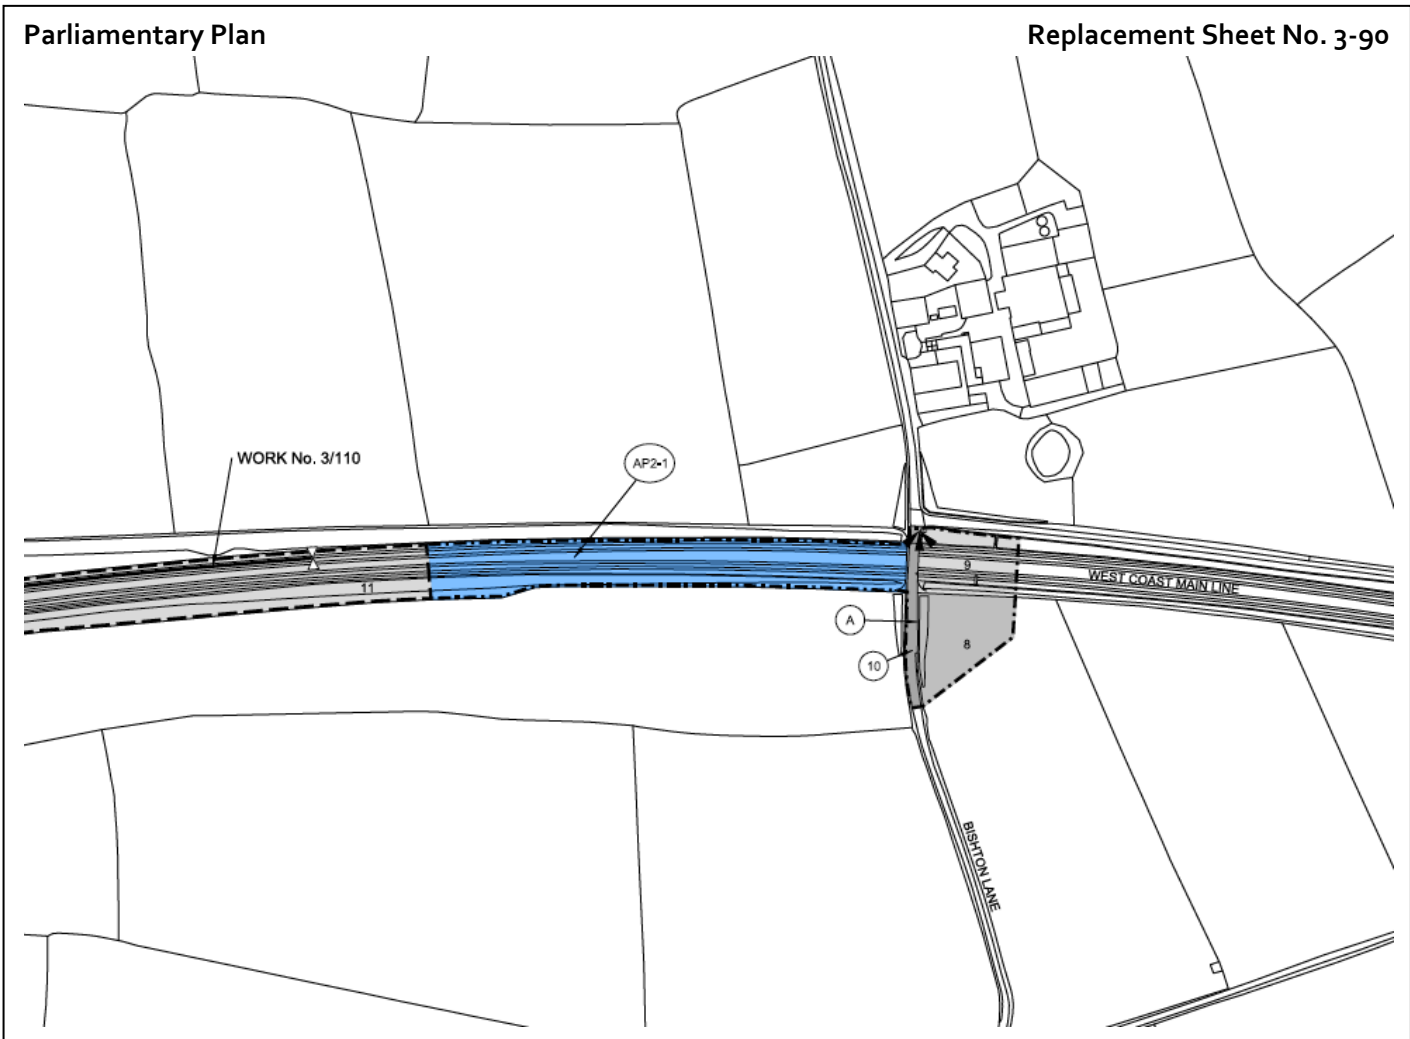 Parliamentary Plan
Replacement Sheet No. 3-90
WORK No. 3/110
AP2-1
11
9
WEST COAST MAIN LINE
A
10
8
BISHTON LANE